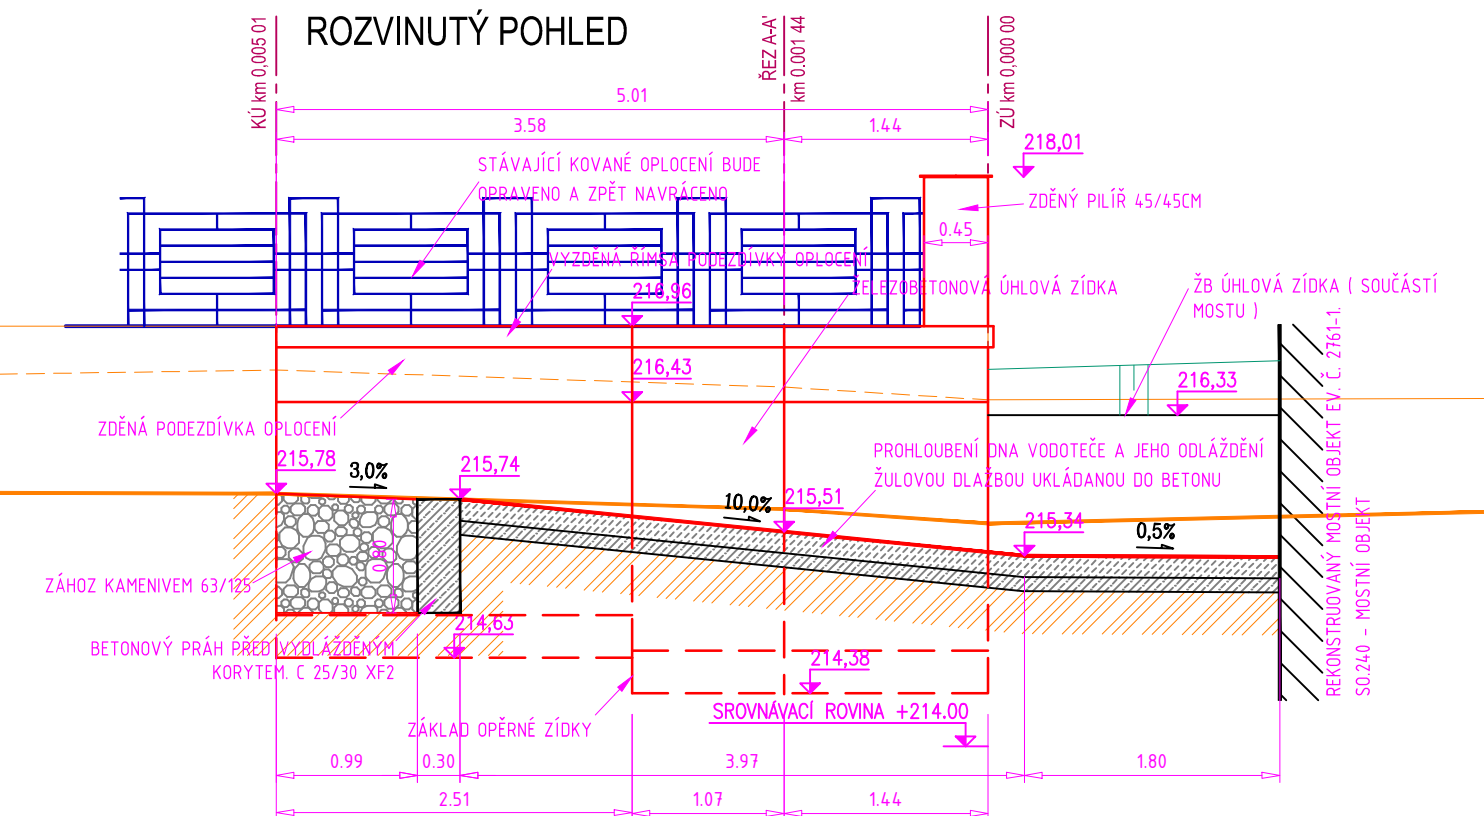 ROZVINUTÝ POHLED
KÚ km 0,005 01
ŘEZ A-A'
km 0.001 44
ZÚ km 0,000 00
5.01
3.58
1.44
218,01
STÁVAJÍCÍ KOVANÉ OPLOCENÍ BUDE
OPRAVENO A ZPĚT NAVRÁCENO
ZDĚNÝ PILÍŘ 45/45CM
0.45
VYZDĚNÁ ŘÍMSA PODEZDÍVKY OPLOCENÍ
ŽELEZOBETONOVÁ ÚHLOVÁ ZÍDKA
ŽB ÚHLOVÁ ZÍDKA ( SOUČÁSTÍ
MOSTU )
216,96
216,43
216,33
ZDĚNÁ PODEZDÍVKA OPLOCENÍ
PROHLOUBENÍ DNA VODOTEČE A JEHO ODLÁŽDĚNÍ
ŽULOVOU DLAŽBOU UKLÁDANOU DO BETONU
215,78
3,0%
215,74
10,0%
215,51
215,34
0,5%
0.80
ZÁHOZ KAMENIVEM 63/125
214,63
BETONOVÝ PRÁH PŘED VYDLÁŽDĚNÝM
KORYTEM. C 25/30 XF2
214,38
ZÁKLAD OPĚRNÉ ZÍDKY
SROVNÁVACÍ ROVINA +214.00
REKONSTRUOVANÝ MOSTNÍ OBJEKT EV. Č. 2761-1.
SO.240 - MOSTNÍ OBJEKT
0.99
0.30
3.97
1.80
2.51
1.07
1.44